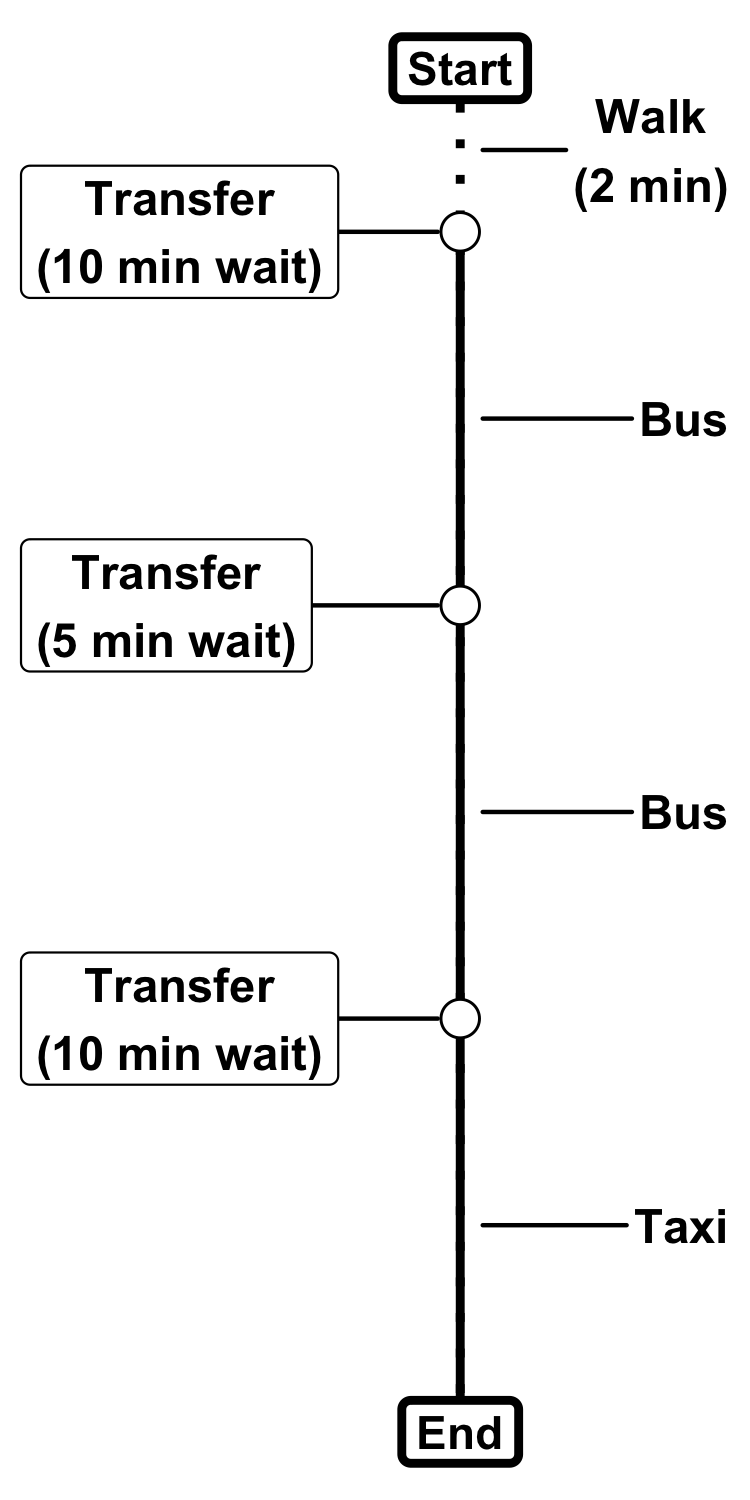 Start
Walk
(2 min)
Transfer
(10 min wait)
Bus
Transfer
(5 min wait)
Bus
Transfer
(10 min wait)
Taxi
End